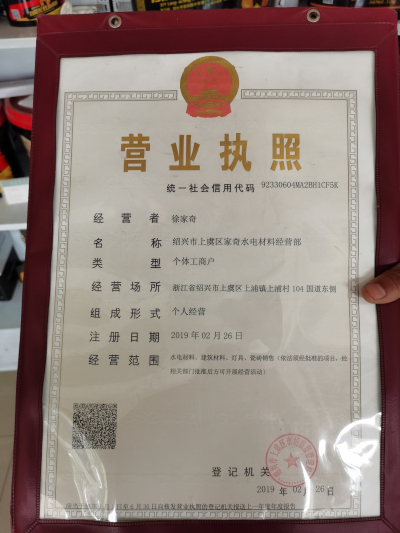 营业执照
统一社会信用代码 92330604MA2BH1CF5K
经营者 徐家奇
名称 绍兴市上虞区家奇水电材料经营部
类型 个体工商户
经营场所 浙江省绍兴市上虞区上浦镇上浦村104国道东侧
组成形式 个人经营
注册日期 2019年02月26日
经营范围 水电材料、建筑材料、灯具、瓷砖销售（依法须经批准的项目，经
相关部门批准后方可开展经营活动）
登记机关
2019年02月26日